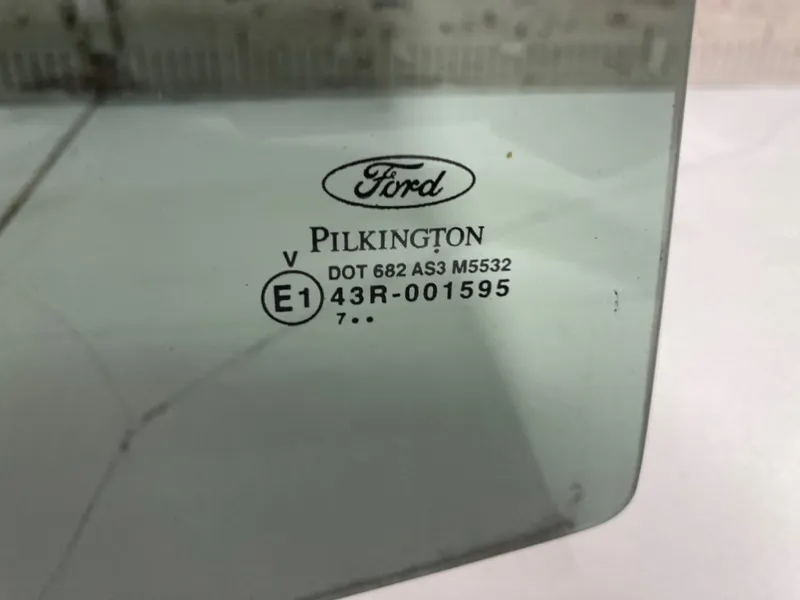 Ford
PILKINGTON
V
DOT 682 AS3 M5532
E1 43R-001595
7••